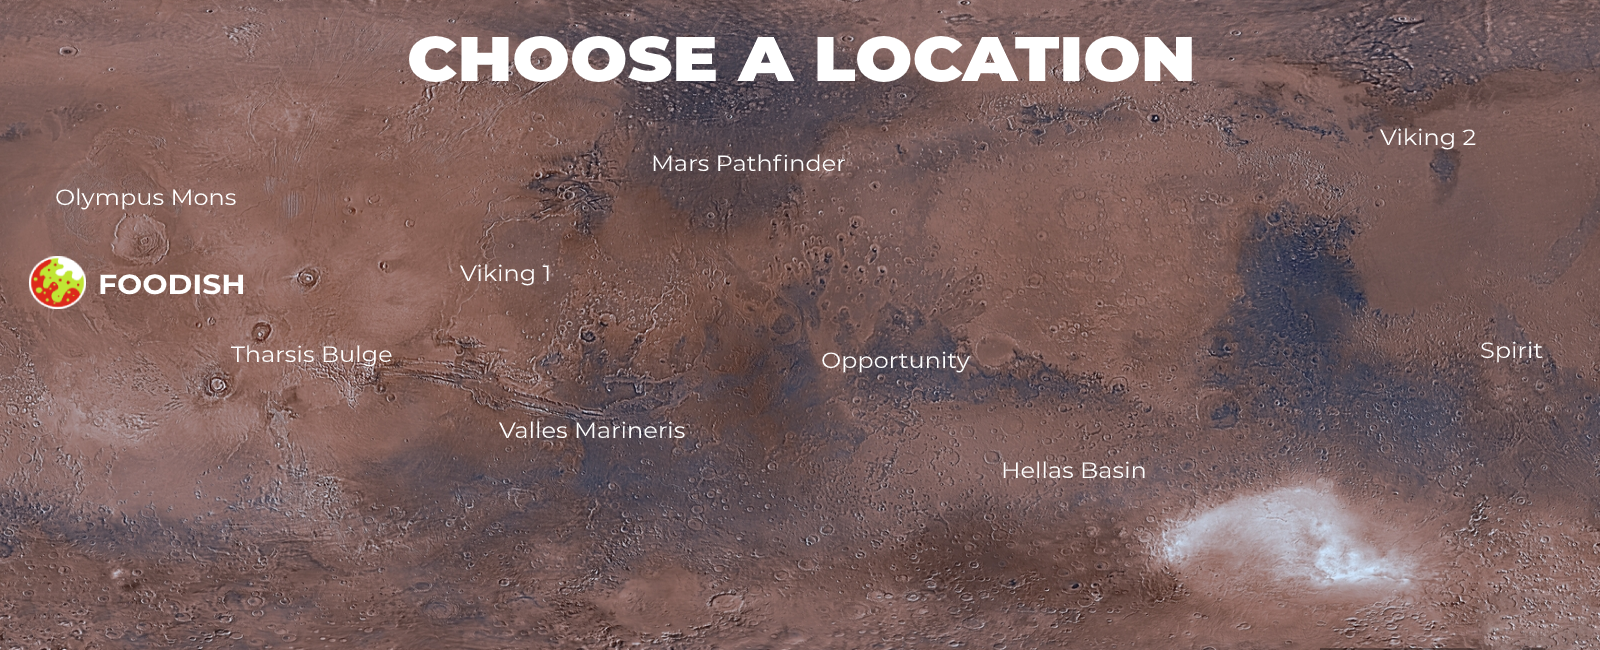 CHOOSE A LOCATION
Viking 2
Mars Pathfinder
Olympus Mons
Viking 1
FOODISH
Tharsis Bulge
Opportunity
Spirit
Valles Marineris
Hellas Basin